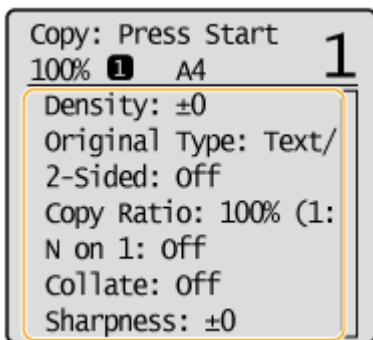 Copy: Press Start
1
100% 1 A4
Density: ±0
Original Type: Text/
2-Sided: Off
Copy Ratio: 100% (1:
N on 1: Off
Collate: Off
Sharpness: ±0